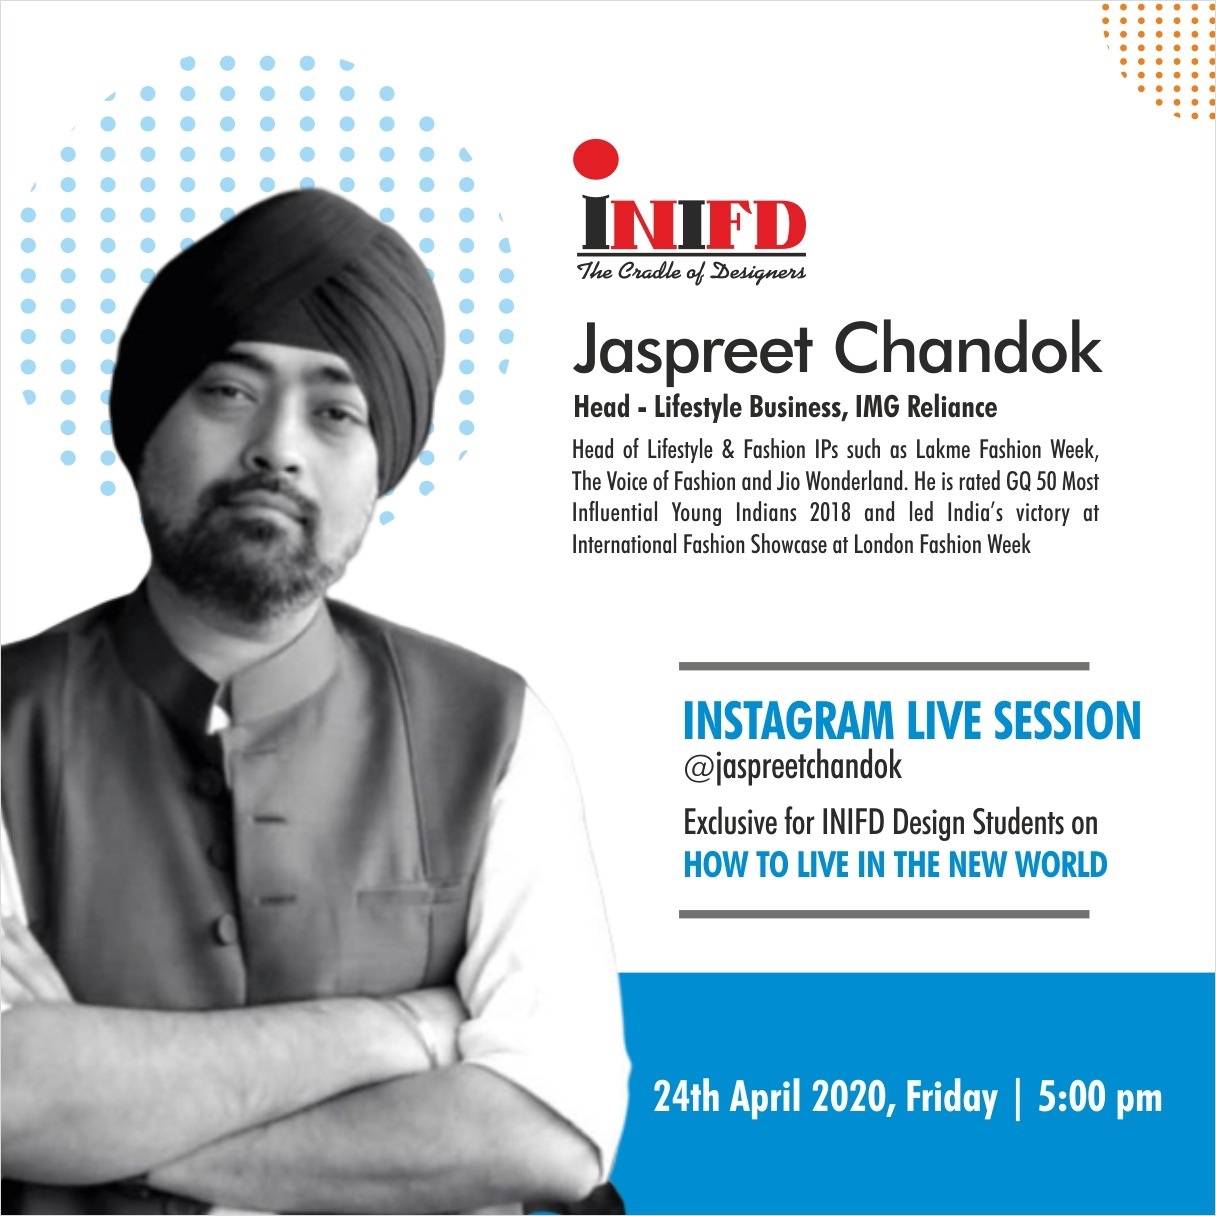 INIFD
The Cradle of Designers
Jaspreet Chandok
Head - Lifestyle Business, IMG Reliance
Head of Lifestyle & Fashion IPs such as Lakme Fashion Week,
The Voice of Fashion and Jio Wonderland. He is rated GQ 50 Most
Influential Young Indians 2018 and led India's victory at
International Fashion Showcase at London Fashion Week
INSTAGRAM LIVE SESSION
@jaspreetchandok
Exclusive for INIFD Design Students on
HOW TO LIVE IN THE NEW WORLD
24th April 2020, Friday | 5:00 pm